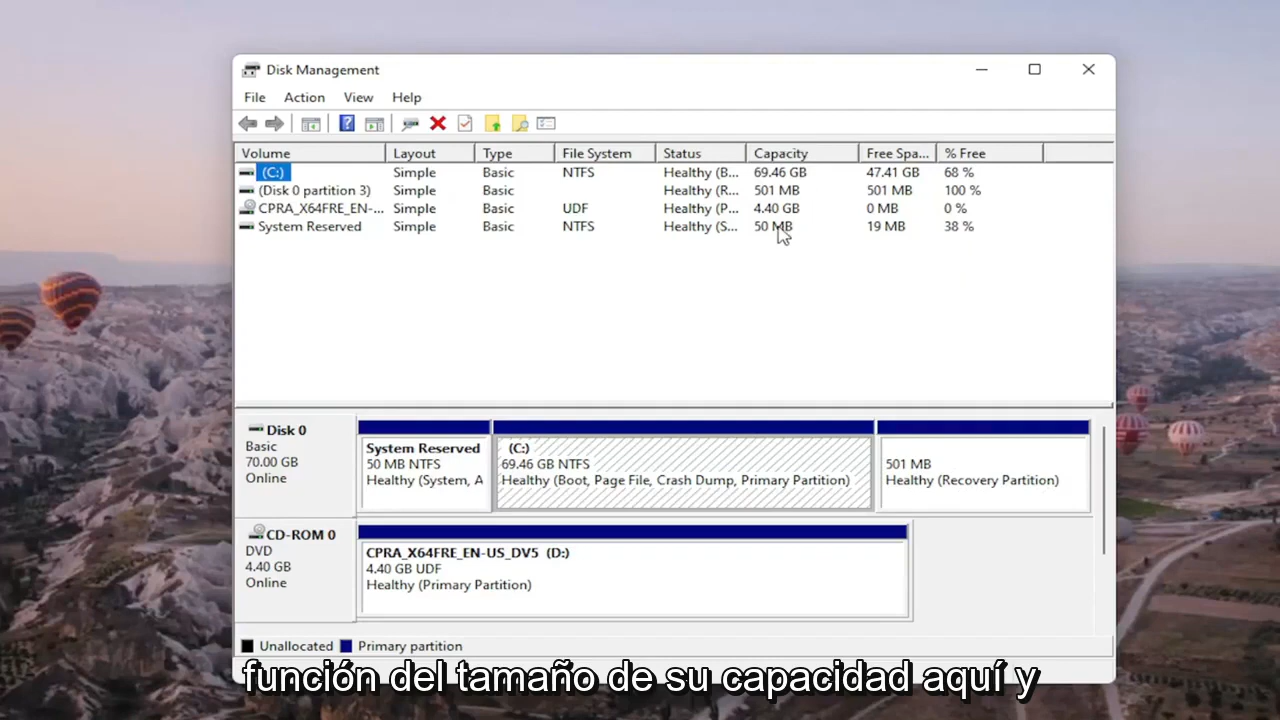 Disk Management
File Action View Help
Volume Layout Type File System Status Capacity Free Spa... % Free
(C:) Simple Basic NTFS Healthy (B... 69.46 GB 47.41 GB 68 %
(Disk 0 partition 3) Simple Basic Healthy (R... 501 MB 501 MB 100 %
CPRA_X64FRE_EN-... Simple Basic UDF Healthy (P... 4.40 GB 0 MB 0 %
System Reserved Simple Basic NTFS Healthy (S... 50 MB 19 MB 38 %
Disk 0
Basic
70.00 GB
Online
System Reserved
50 MB NTFS
Healthy (System, A
(C:)
69.46 GB NTFS
Healthy (Boot, Page File, Crash Dump, Primary Partition)
501 MB
Healthy (Recovery Partition)
CD-ROM 0
DVD
4.40 GB
Online
CPRA_X64FRE_EN-US_DV5 (D:)
4.40 GB UDF
Healthy (Primary Partition)
Unallocated Primary partition
función del tamaño de su capacidad aquí y